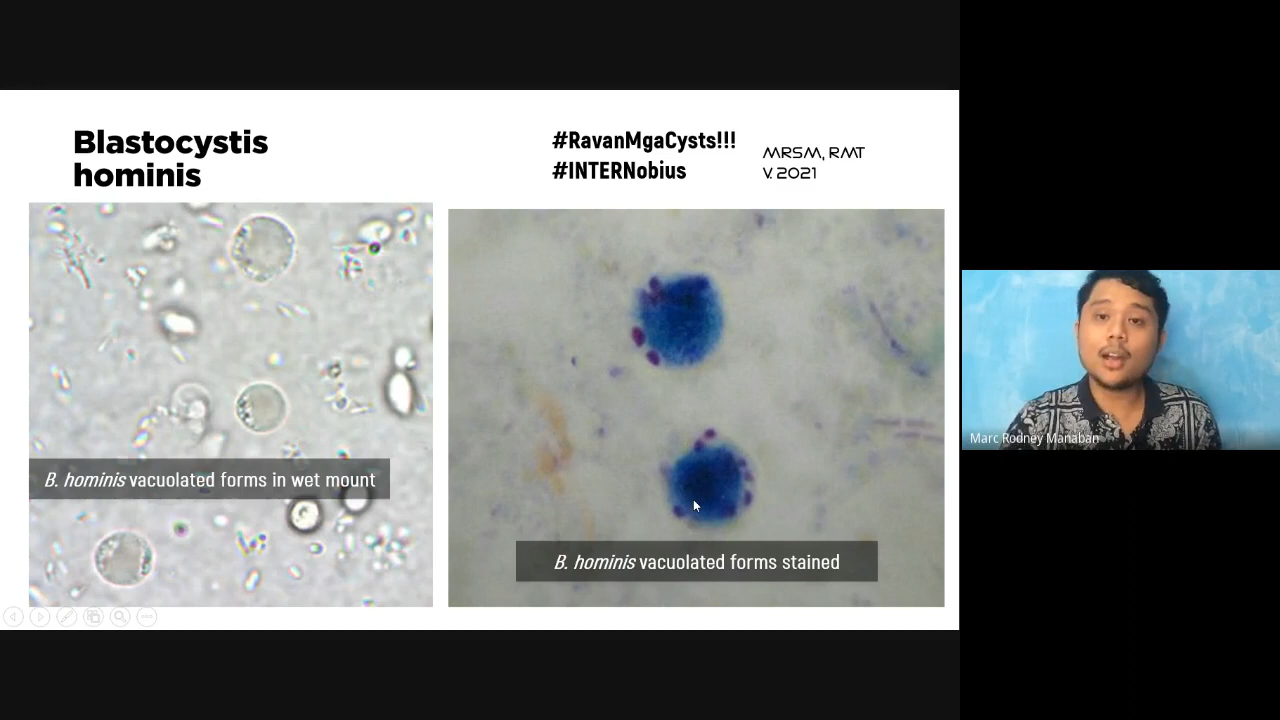 Blastocystis
hominis
#RavanMgaCysts!!!
#INTERNobius
MRSM, RMT
V. 2021
B. hominis vacuolated forms in wet mount
B. hominis vacuolated forms stained
Marc Rodney Manaban